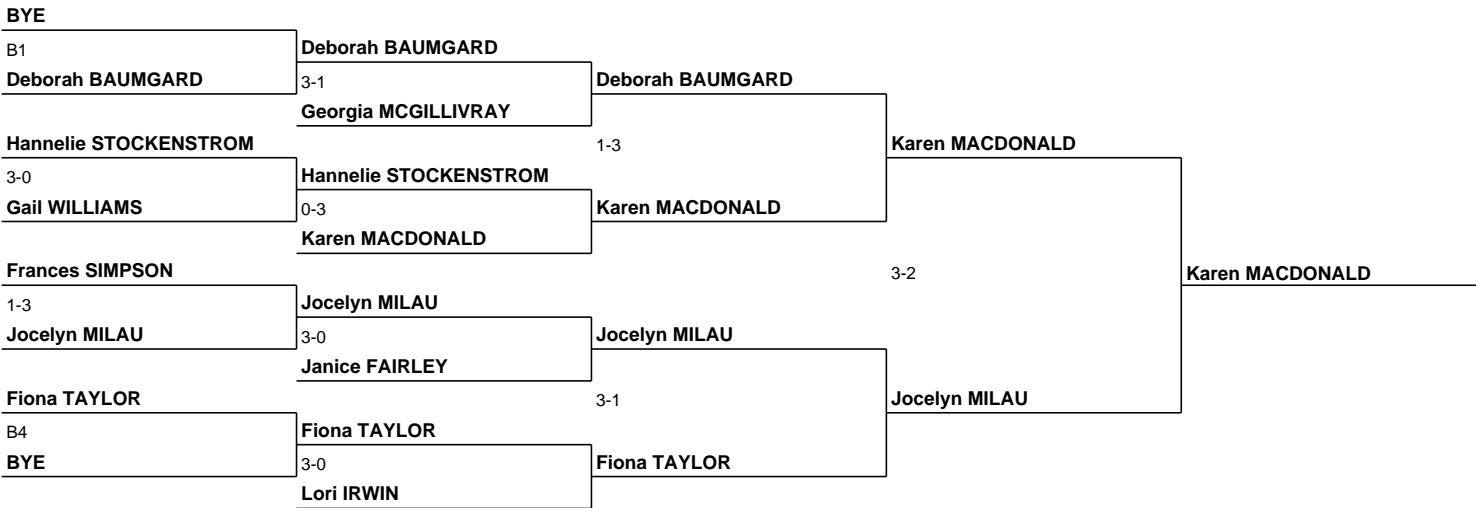 BYE
B1
Deborah BAUMGARD
Deborah BAUMGARD
3-1
Deborah BAUMGARD
Georgia MCGILLIVRAY
Hannelie STOCKENSTROM
1-3
Karen MACDONALD
3-0
Hannelie STOCKENSTROM
Gail WILLIAMS
0-3
Karen MACDONALD
Karen MACDONALD
Frances SIMPSON
3-2
Karen MACDONALD
1-3
Jocelyn MILAU
Jocelyn MILAU
3-0
Jocelyn MILAU
Janice FAIRLEY
Fiona TAYLOR
3-1
Jocelyn MILAU
B4
Fiona TAYLOR
BYE
3-0
Fiona TAYLOR
Lori IRWIN